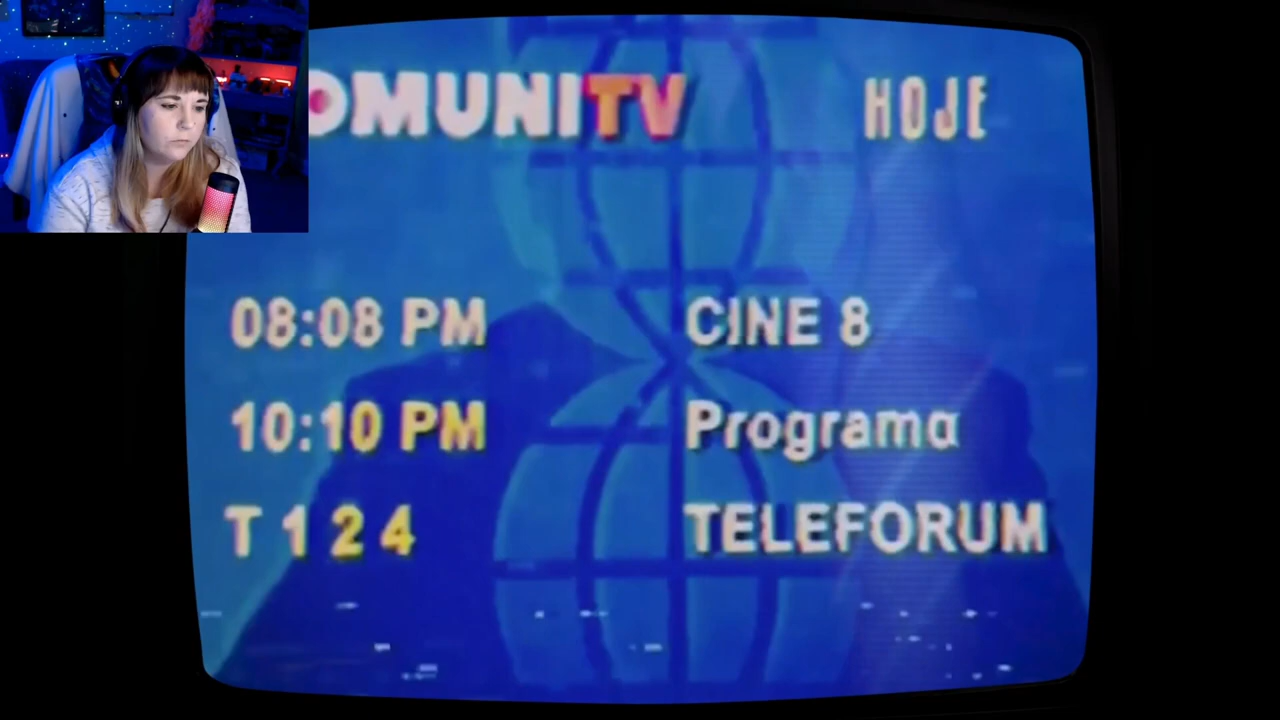 OMUNITV HOJE
08:08 PM CINE 8
10:10 PM Programa
T 1 2 4 TELEFORUM